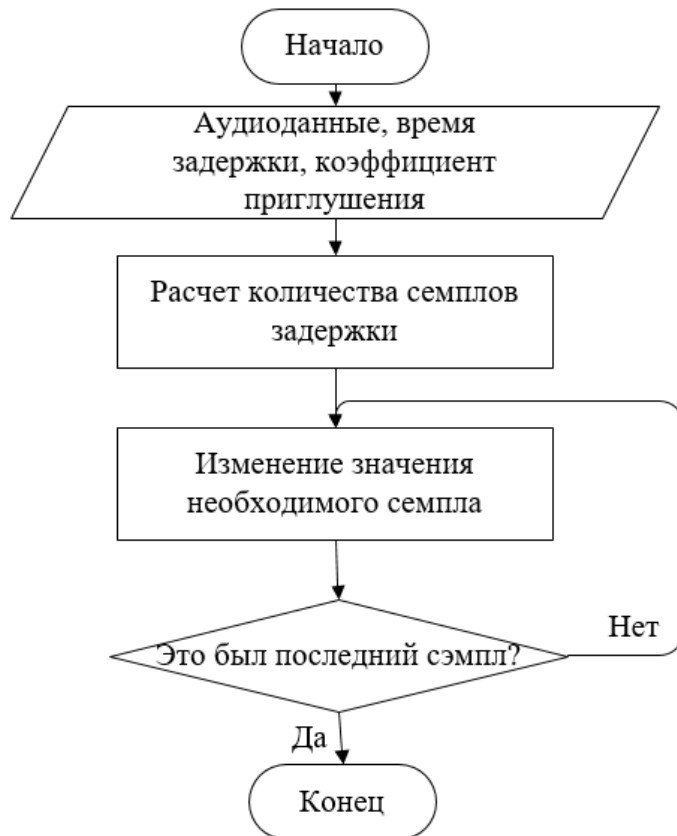 Начало
Аудиоданные, время
задержки, коэффициент
приглушения
Расчет количества семплов
задержки
Изменение значения
необходимого семпла
Это был последний сэмпл?
Нет
Да
Конец